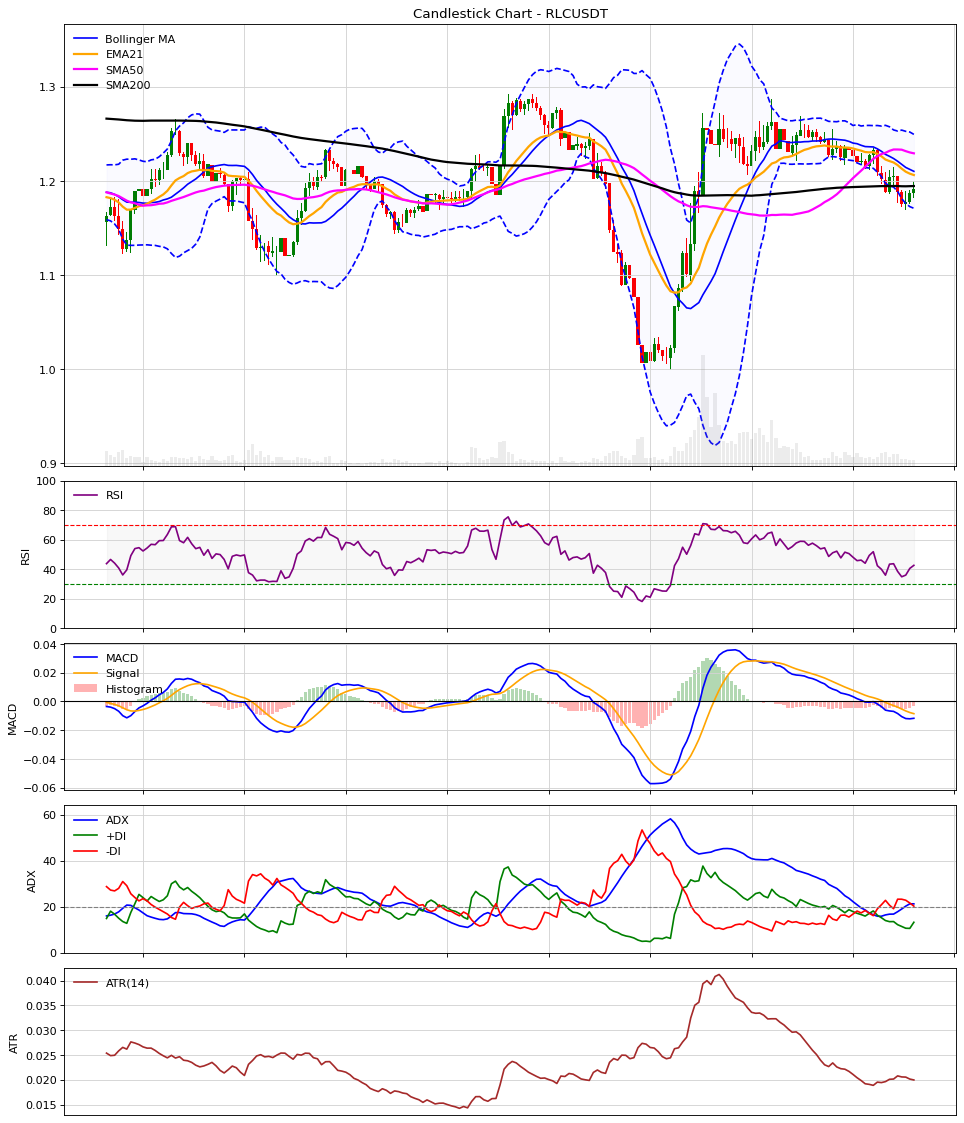 Candlestick Chart - RLCUSDT
Bollinger MA
EMA21
SMA50
SMA200
1.3
1.2
1.1
1.0
0.9
RSI
100
80
60
40
20
0
RSI
MACD
Signal
Histogram
0.04
0.02
0.00
−0.02
−0.04
−0.06
MACD
ADX
+DI
-DI
60
40
20
0
ADX
ATR(14)
0.040
0.035
0.030
0.025
0.020
0.015
ATR